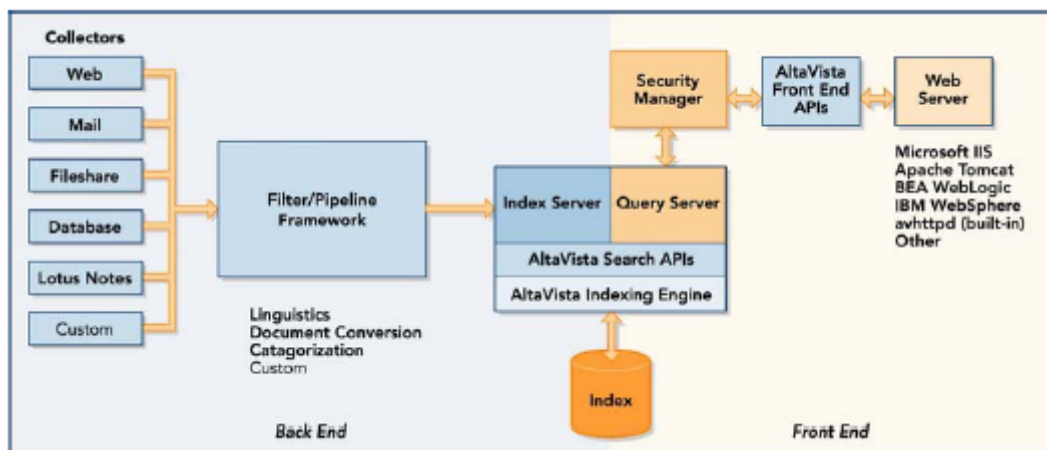 Collectors
Web
Mail
Fileshare
Database
Lotus Notes
Custom
Filter/Pipeline
Framework
Linguistics
Document Conversion
Catagorization
Custom
Index Server
Query Server
AltaVista Search APIs
AltaVista Indexing Engine
Index
Security
Manager
AltaVista
Front End
APIs
Web
Server
Microsoft IIS
Apache Tomcat
BEA WebLogic
IBM WebSphere
avhttpd (built-in)
Other
Back End
Front End